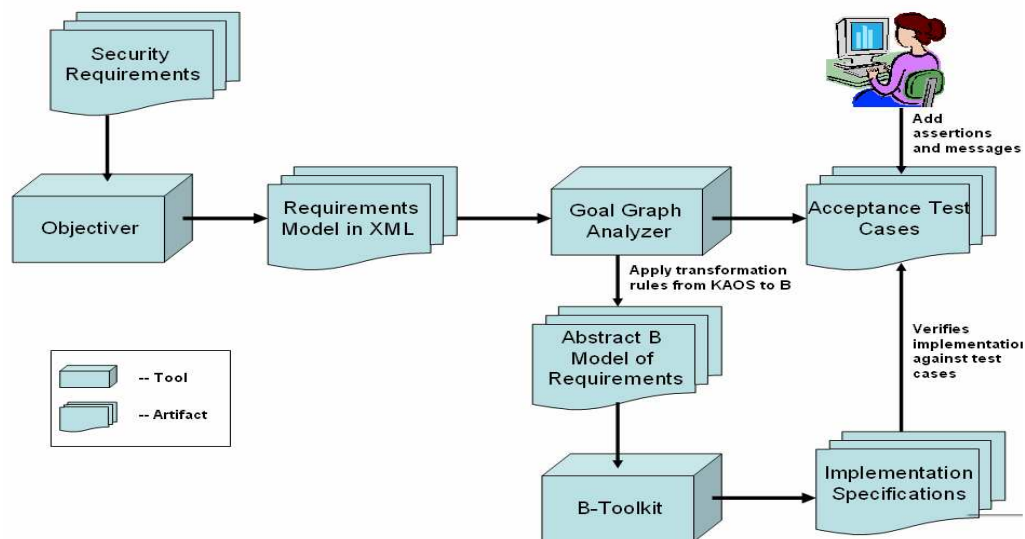 Security
Requirements
Add
assertions
and messages
Objectiver
Requirements
Model in XML
Goal Graph
Analyzer
Acceptance Test
Cases
Apply transformation
rules from KAOS to B
Abstract B
Model of
Requirements
Verifies
implementation
against test
cases
-- Tool
-- Artifact
B-Toolkit
Implementation
Specifications